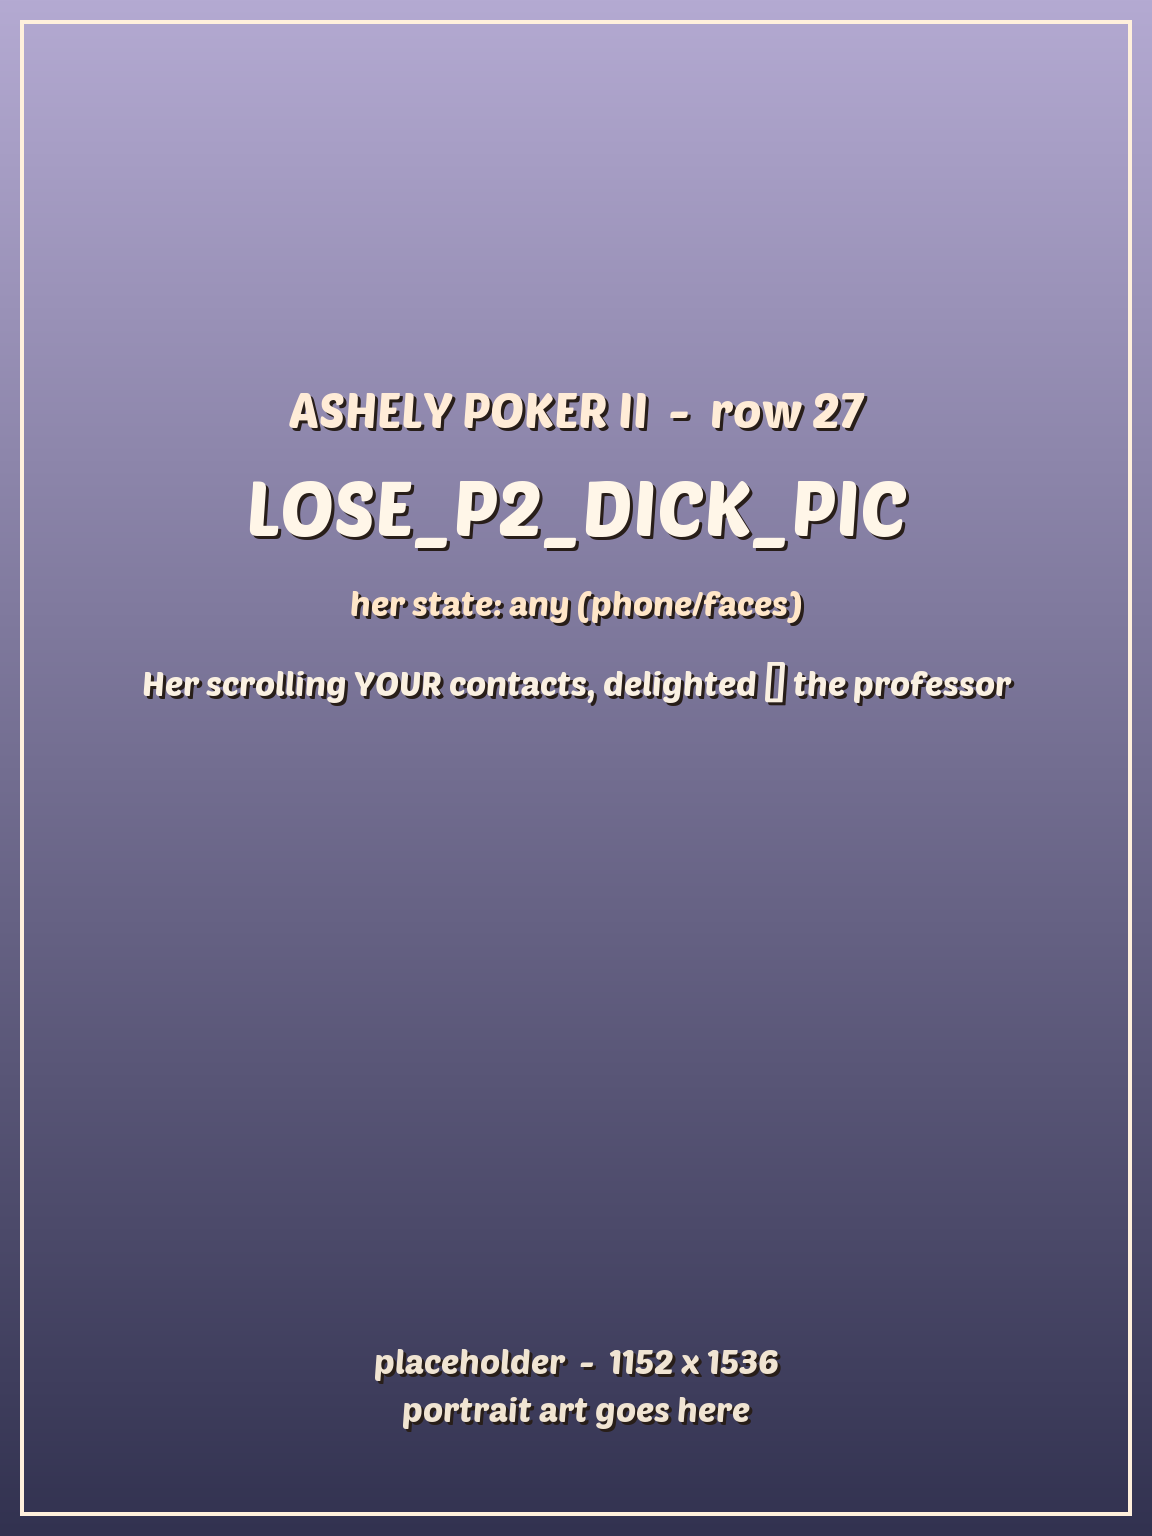 ASHELY POKER II - row 27
LOSE_P2_DICK_PIC
her state: any (phone/faces)
Her scrolling YOUR contacts, delighted ▯ the professor
placeholder - 1152 x 1536
portrait art goes here